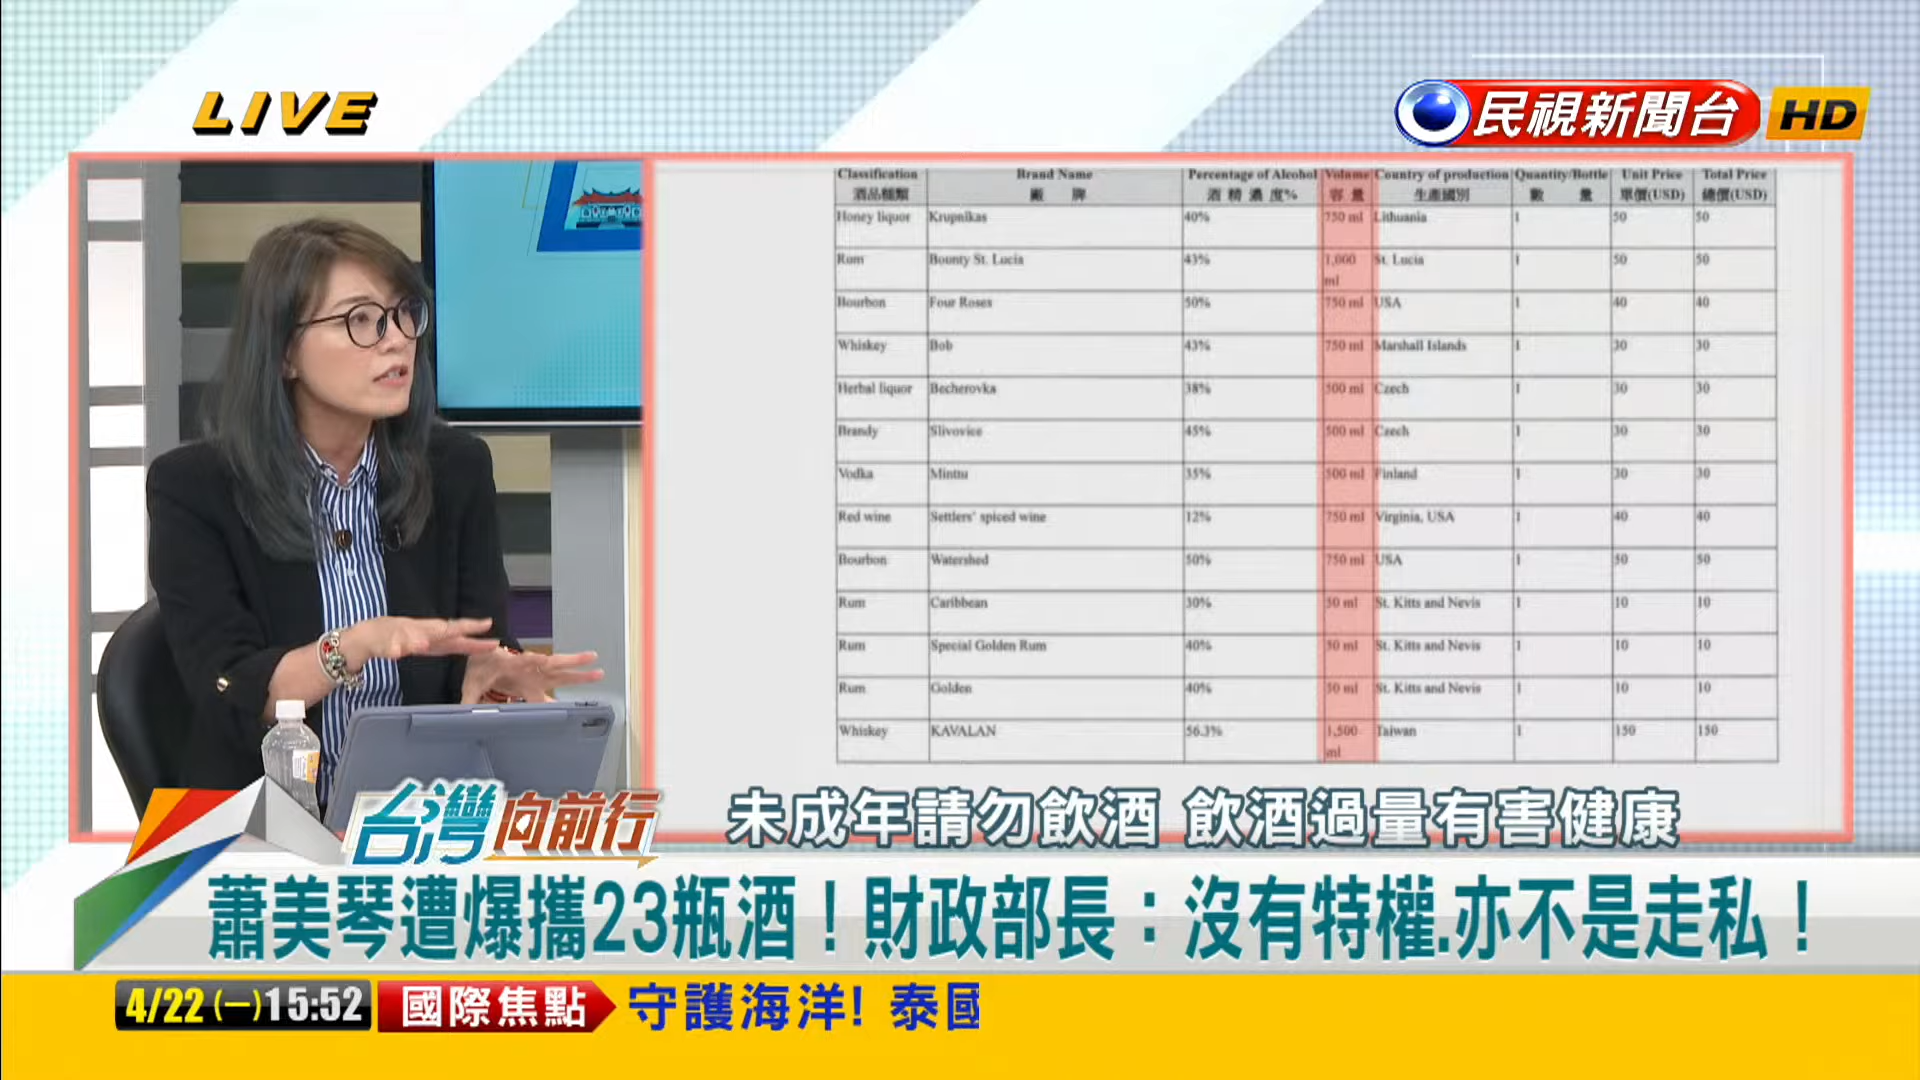 LIVE
民視新聞台 HD
Classification Brand Name Percentage of Alcohol Volume Country of production Quantity/Bottle Unit Price Total Price
酒品種類 廠 牌 酒 精 濃 度% 容 量 生產國別 數 量 單價(USD) 總價(USD)
Honey liquor Krupnikas 40% 750 ml Lithuania 1 50 50
Rum Bounty St. Lucia 43% 1,000 ml St. Lucia 1 50 50
Bourbon Four Roses 50% 750 ml USA 1 40 40
Whiskey Bob 43% 750 ml Marshall Islands 1 30 30
Herbal liquor Becherovka 38% 500 ml Czech 1 30 30
Brandy Slivovice 45% 500 ml Czech 1 30 30
Vodka Minttu 35% 500 ml Finland 1 30 30
Red wine Settlers' spiced wine 12% 750 ml Virginia, USA 1 40 40
Bourbon Watershed 50% 750 ml USA 1 50 50
Rum Caribbean 30% 50 ml St. Kitts and Nevis 1 10 10
Rum Special Golden Rum 40% 50 ml St. Kitts and Nevis 1 10 10
Rum Golden 40% 50 ml St. Kitts and Nevis 1 10 10
Whiskey KAVALAN 56.3% 1,500 ml Taiwan 1 150 150
台灣向前行
未成年請勿飲酒 飲酒過量有害健康
蕭美琴遭爆攜23瓶酒！財政部長：沒有特權.亦不是走私！
4/22(一)15:52 國際焦點 守護海洋! 泰國